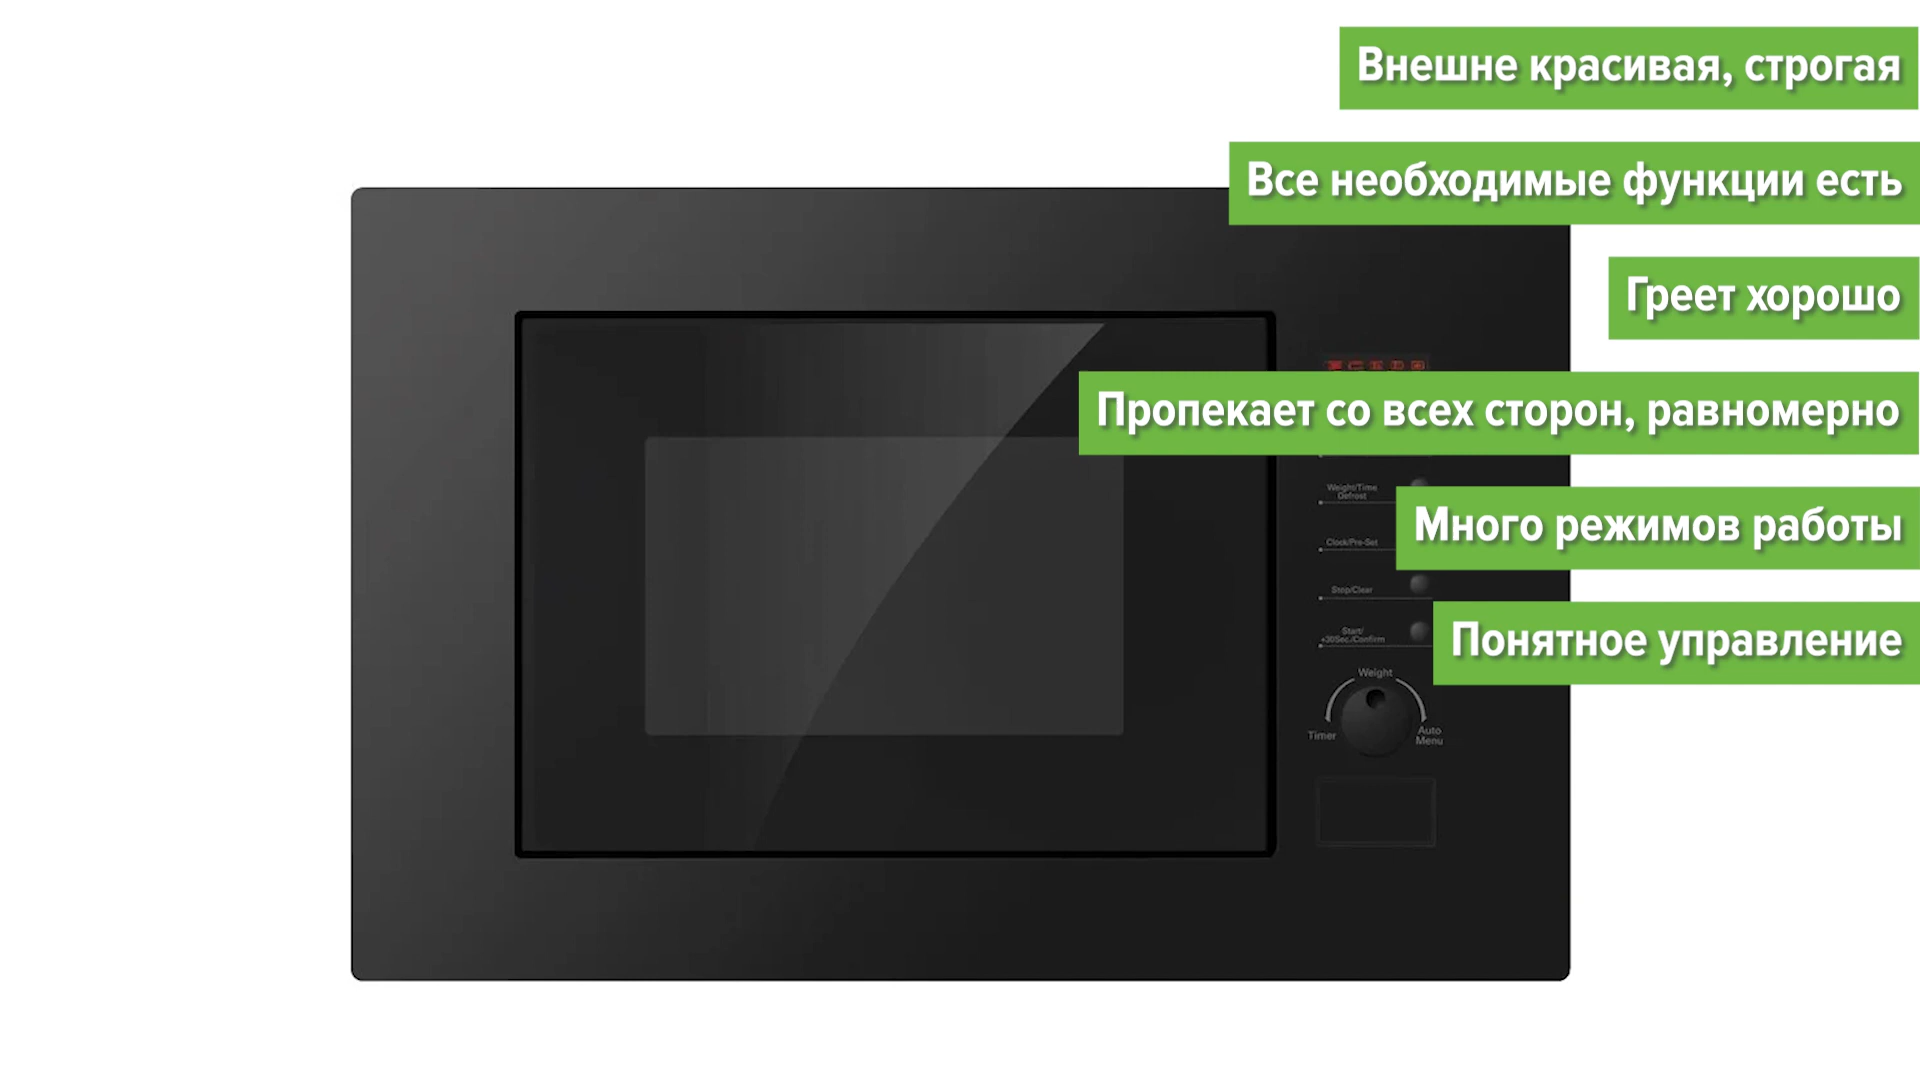 Внешне красивая, строгая
Все необходимые функции есть
Греет хорошо
Пропекает со всех сторон, равномерно
Weight/Time
Defrost
Много режимов работы
Clock/Pre-Set
Stop/Clear
Start/
+30Sec./Confirm
Понятное управление
Weight
Timer
Auto
Menu